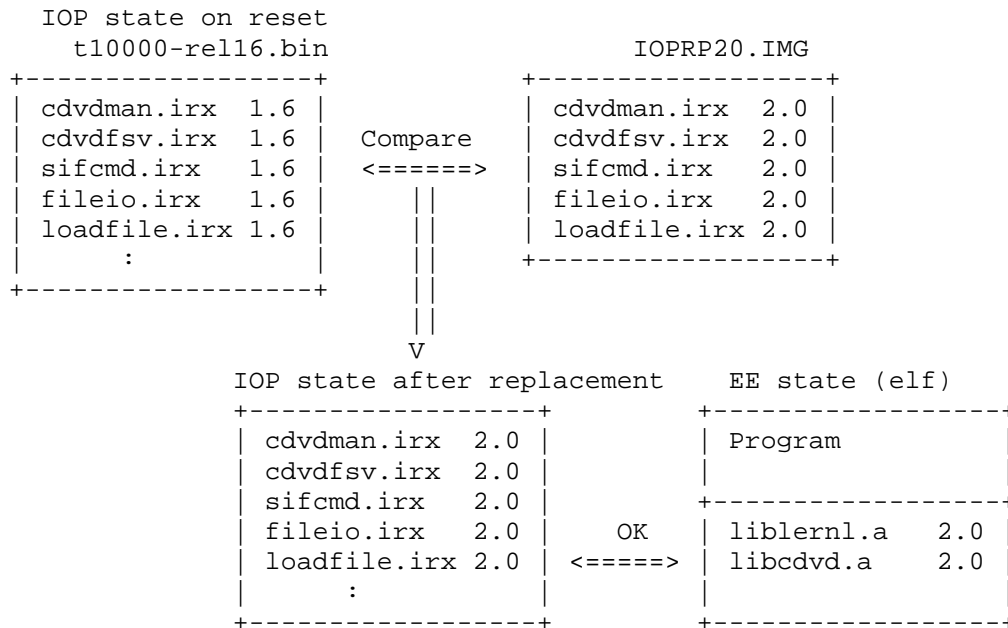 IOP state on reset
t10000-rel16.bin IOPRP20.IMG
+------------------+ +------------------+
| cdvdman.irx 1.6 | | cdvdman.irx 2.0 |
| cdvdfsv.irx 1.6 | Compare | cdvdfsv.irx 2.0 |
| sifcmd.irx 1.6 | <======> | sifcmd.irx 2.0 |
| fileio.irx 1.6 | || | fileio.irx 2.0 |
| loadfile.irx 1.6 | || | loadfile.irx 2.0 |
| : | || +------------------+
+------------------+ ||
||
V
IOP state after replacement EE state (elf)
+------------------+ +------------------+
| cdvdman.irx 2.0 | | Program |
| cdvdfsv.irx 2.0 | | |
| sifcmd.irx 2.0 | +------------------+
| fileio.irx 2.0 | OK | liblernl.a 2.0 |
| loadfile.irx 2.0 | <=====> | libcdvd.a 2.0 |
| : | | |
+------------------+ +------------------+